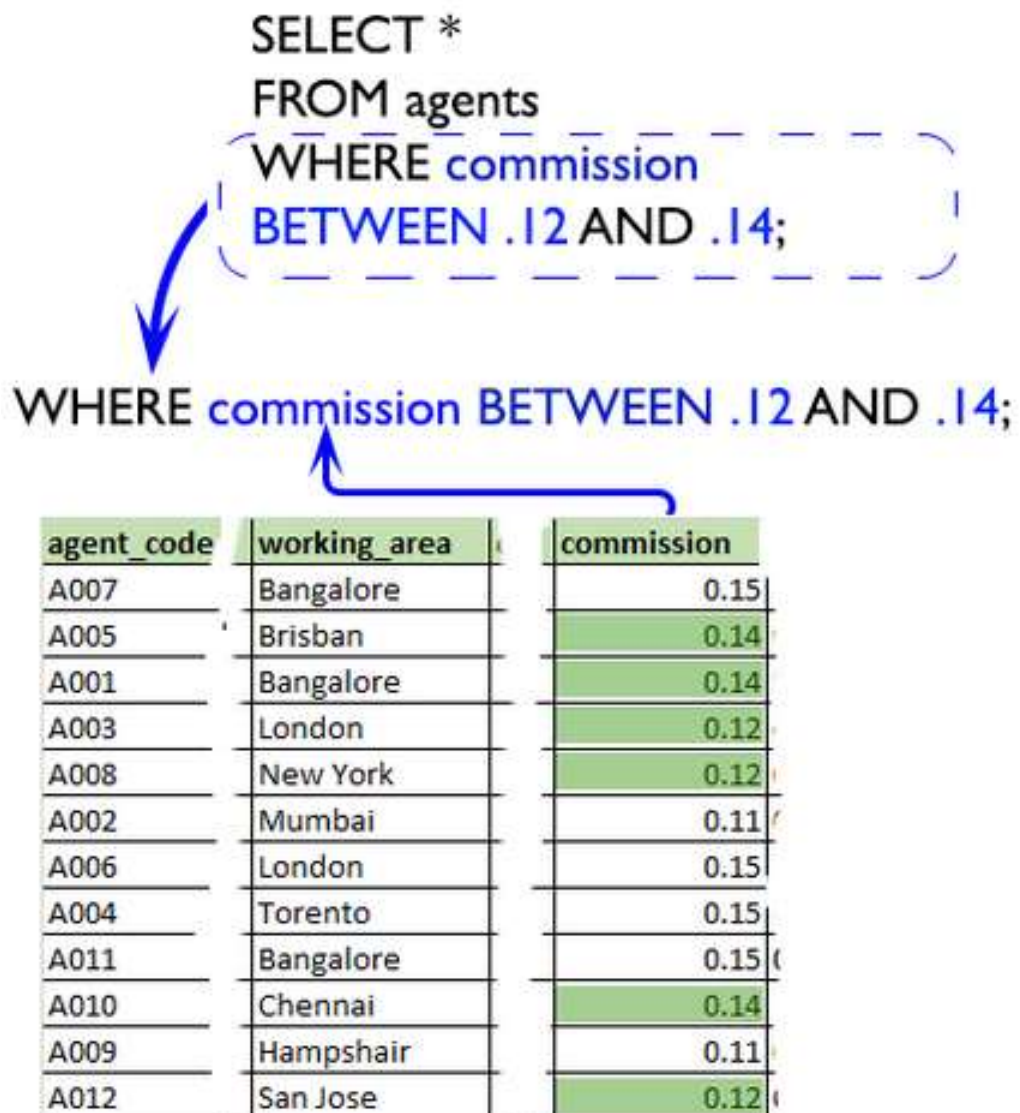 SELECT *
FROM agents
WHERE commission
BETWEEN .12 AND .14;
WHERE commission BETWEEN .12 AND .14;
agent_code working_area commission
A007 Bangalore 0.15
A005 Brisban 0.14
A001 Bangalore 0.14
A003 London 0.12
A008 New York 0.12
A002 Mumbai 0.11
A006 London 0.15
A004 Torento 0.15
A011 Bangalore 0.15
A010 Chennai 0.14
A009 Hampshair 0.11
A012 San Jose 0.12